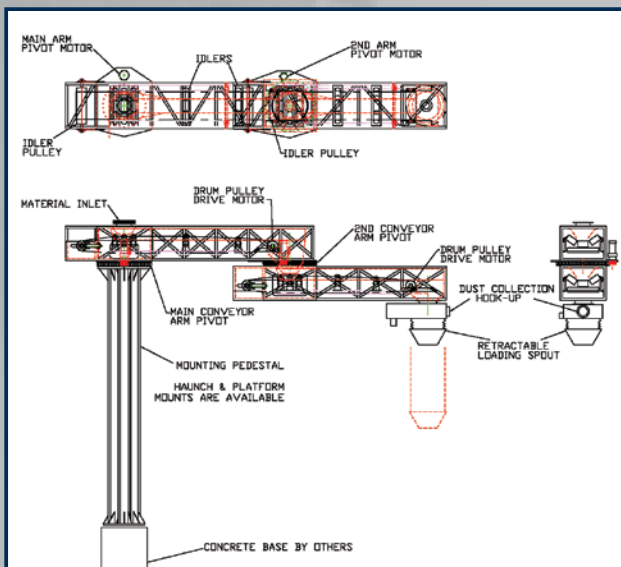 MAIN ARM
PIVOT MOTOR
IDLERS
2ND ARM
PIVOT MOTOR
IDLER
PULLEY
IDLER PULLEY
MATERIAL INLET
DRUM PULLEY
DRIVE MOTOR
2ND CONVEYOR
ARM PIVOT
DRUM PULLEY
DRIVE MOTOR
MAIN CONVEYOR
ARM PIVOT
DUST COLLECTION
HOOK-UP
RETRACTABLE
LOADING SPOUT
MOUNTING PEDESTAL
HAUNCH & PLATFORM
MOUNTS ARE AVAILABLE
CONCRETE BASE BY OTHERS